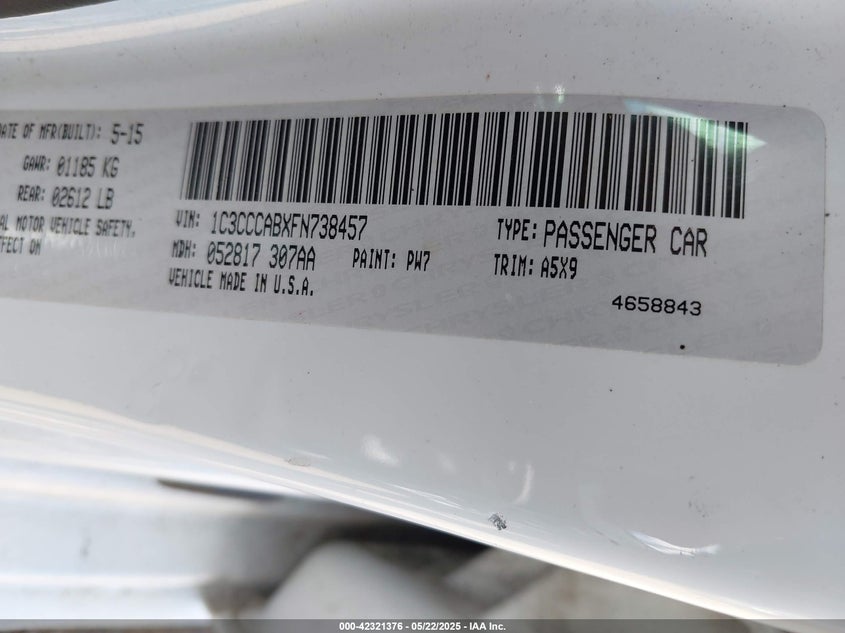 DATE OF MFR(BUILT): 5-15
GAWR: 01185 KG
REAR: 02612 LB
AL MOTOR VEHICLE SAFETY,
FFECT ON
VIN: 1C3CCCABXFN738457
TYPE: PASSENGER CAR
MDH: 052817 307AA
PAINT: PW7
TRIM: A5X9
VEHICLE MADE IN U.S.A.
4658843
000-42321376 - 05/22/2025 - IAA Inc.